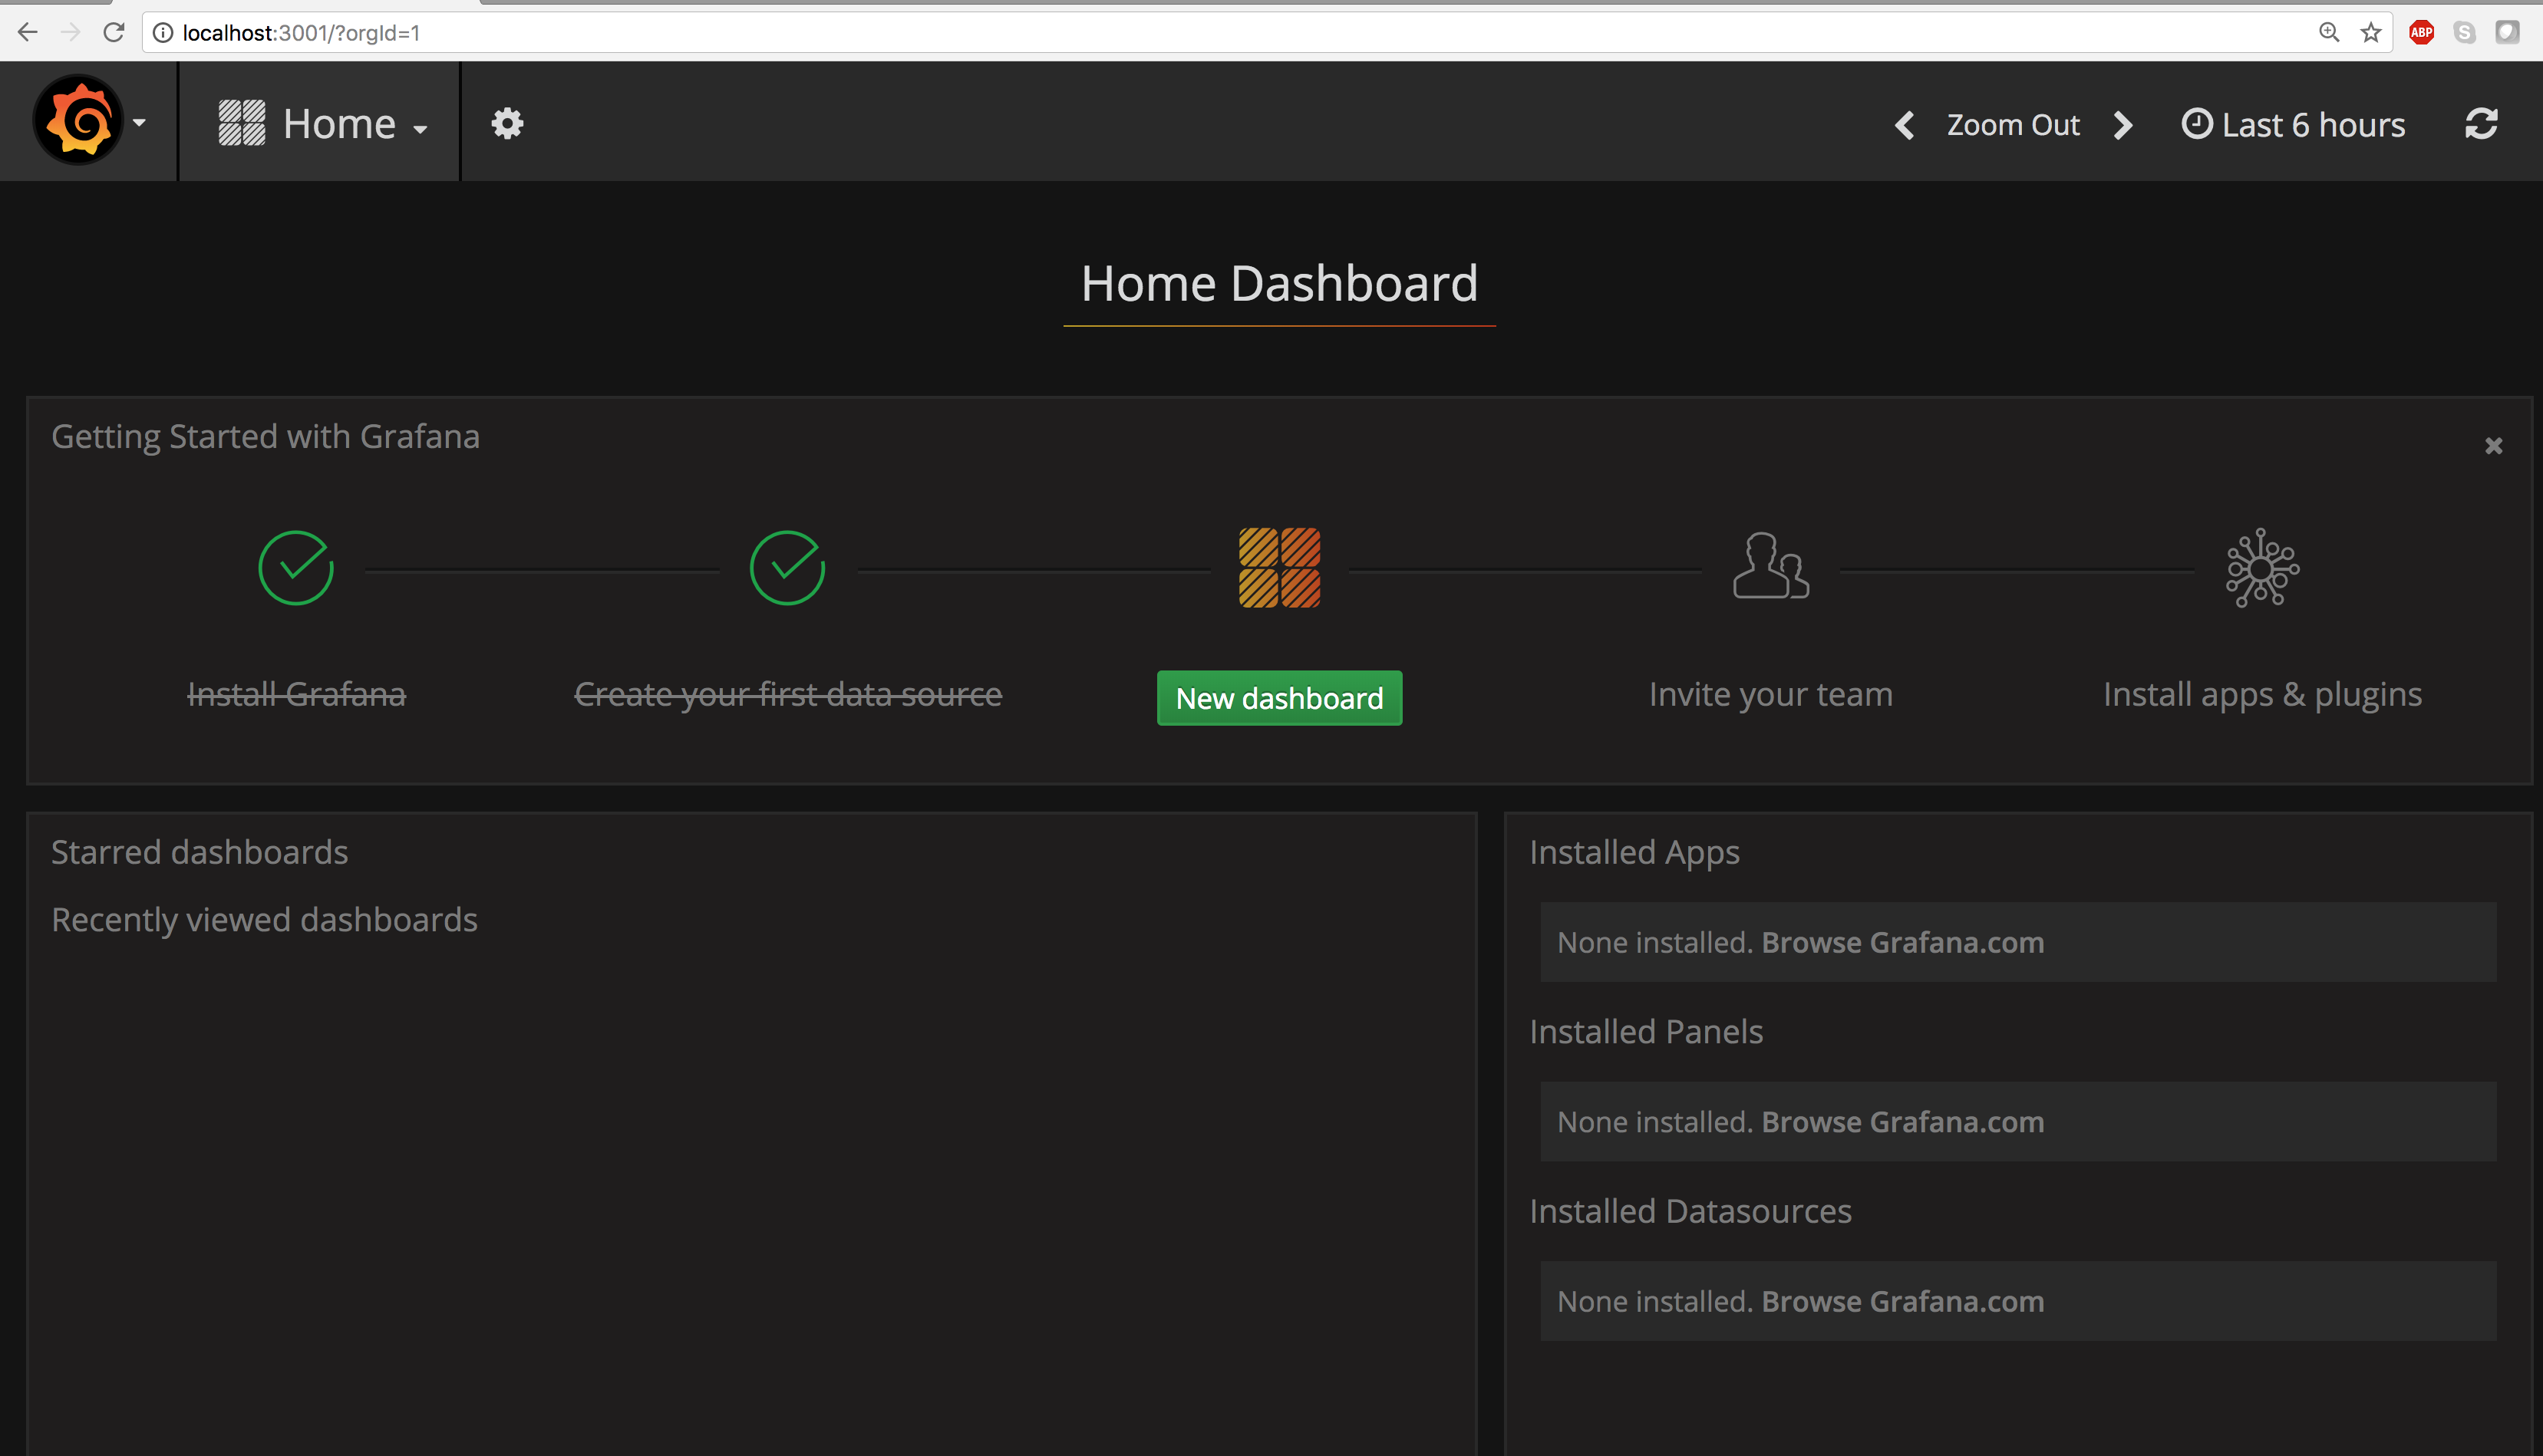 localhost:3001/?orgId=1
ABP
S
Home
Zoom Out
Last 6 hours
Home Dashboard
Getting Started with Grafana
Install Grafana
Create your first data source
New dashboard
Invite your team
Install apps & plugins
Starred dashboards
Recently viewed dashboards
Installed Apps
None installed. Browse Grafana.com
Installed Panels
None installed. Browse Grafana.com
Installed Datasources
None installed. Browse Grafana.com